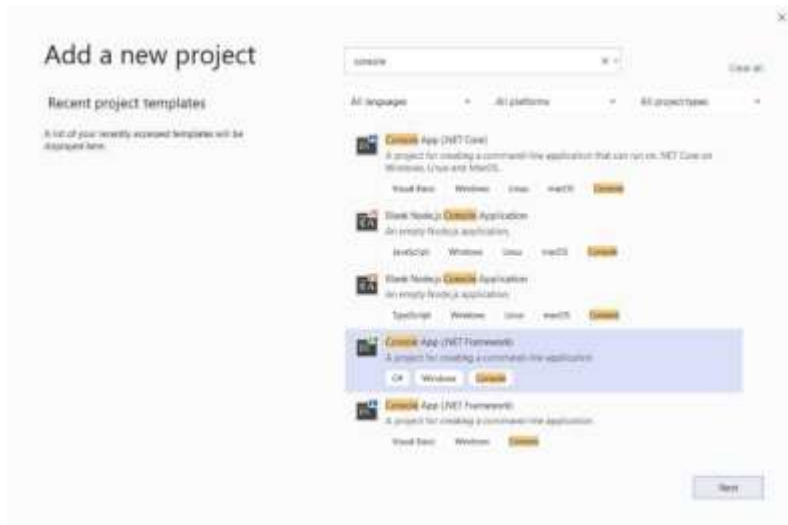 Add a new project
console
Clear all
Recent project templates
All languages
All platforms
All project types
A list of your recently accessed templates will be
displayed here.
Console App (.NET Core)
A project for creating a command-line application that can run on .NET Core on
Windows, Linux and MacOS.
Visual Basic Windows Linux macOS Console
Blank Node.js Console Application
An empty Node.js application.
JavaScript Windows Linux macOS Console
Blank Node.js Console Application
An empty Node.js application.
TypeScript Windows Linux macOS Console
Console App (.NET Framework)
A project for creating a command-line application
C# Windows Console
Console App (.NET Framework)
A project for creating a command-line application
Visual Basic Windows Console
Next